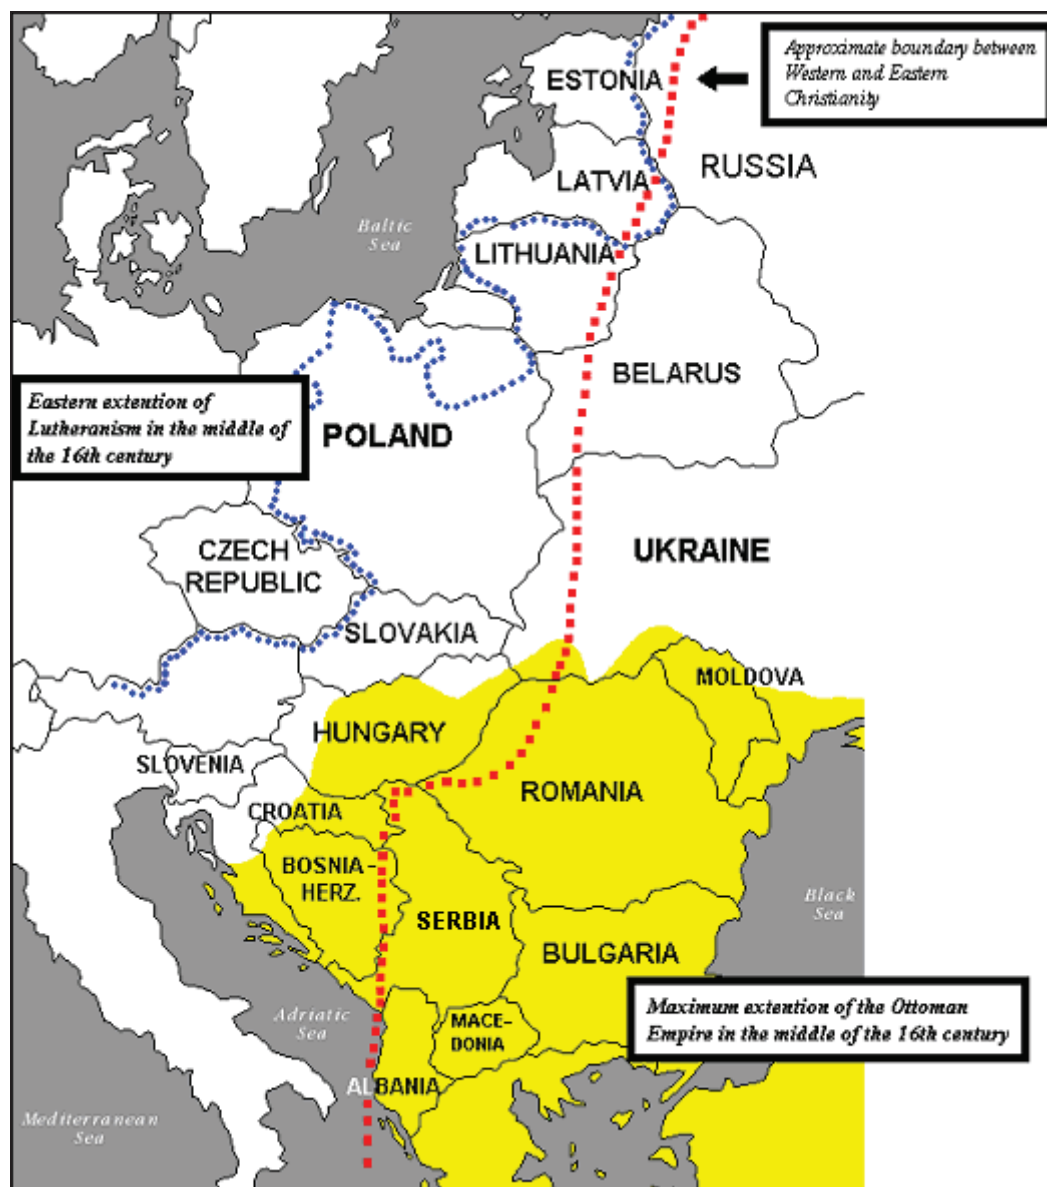 Approximate boundary between
Western and Eastern
Christianity
ESTONIA
RUSSIA
LATVIA
Baltic
Sea
LITHUANIA
BELARUS
Eastern extention of
Lutheranism in the middle of
the 16th century
POLAND
CZECH
REPUBLIC
UKRAINE
SLOVAKIA
MOLDOVA
HUNGARY
SLOVENIA
ROMANIA
CROATIA
BOSNIA-
HERZ.
Black
Sea
SERBIA
BULGARIA
Adriatic
Sea
MACE-
DONIA
Maximum extention of the Ottoman
Empire in the middle of the 16th century
ALBANIA
Mediterranean
Sea